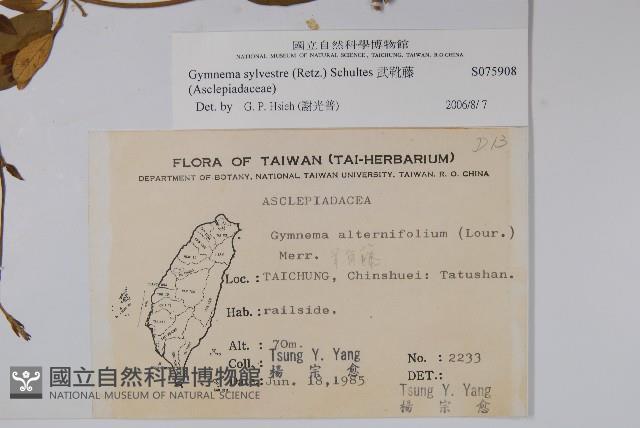 國立自然科學博物館
NATIONAL MUSEUM OF NATURAL SCIENCE, TAICHUNG, TAIWAN, R.O.CHINA
Gymnema sylvestre (Retz.) Schultes 武靴藤 S075908
(Asclepiadaceae)
Det. by G. P. Hsieh (謝光普) 2006/8/7
D13
FLORA OF TAIWAN (TAI-HERBARIUM)
DEPARTMENT OF BOTANY, NATIONAL TAIWAN UNIVERSITY, TAIWAN, R. O. CHINA
ASCLEPIADACEA
Gymnema alternifolium (Lour.)
Merr.
Loc.: TAICHUNG, Chinshuei: Tatushan.
Hab.: railside.
Alt.: 70m.
Coll.: Tsung Y. Yang No.: 2233
楊宗愈
Date: Jun. 18,1985 DET.:
Tsung Y. Yang
楊宗愈
國立自然科學博物館
NATIONAL MUSEUM OF NATURAL SCIENCE